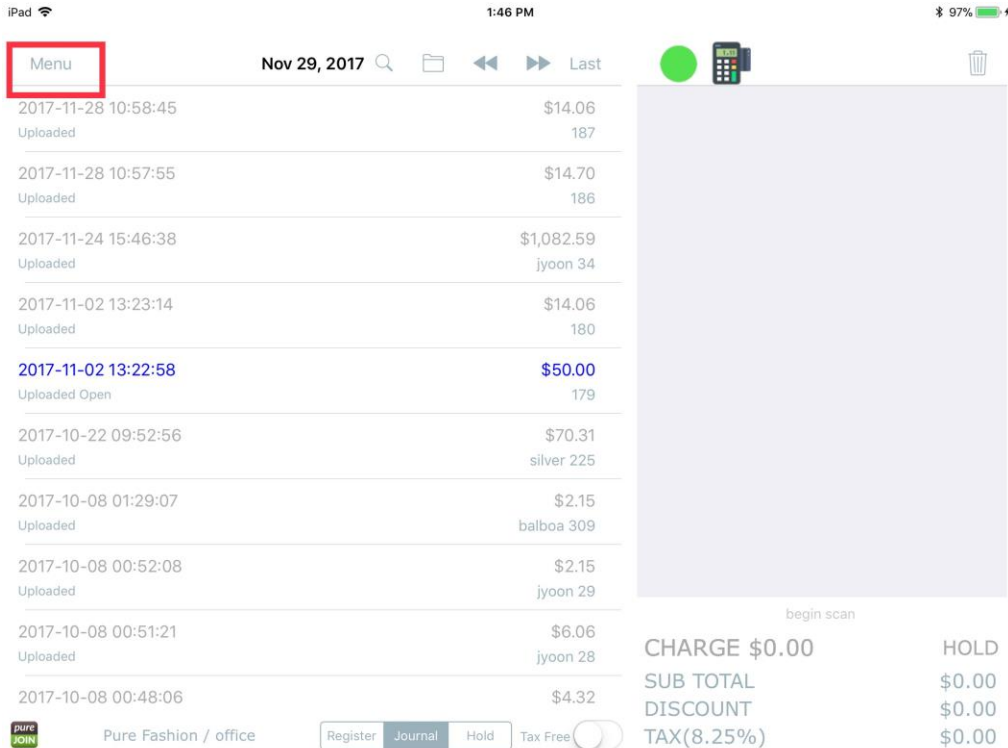 iPad 1:46 PM 97%
Menu Nov 29, 2017 Last
2017-11-28 10:58:45 $14.06
Uploaded 187
2017-11-28 10:57:55 $14.70
Uploaded 186
2017-11-24 15:46:38 $1,082.59
Uploaded jyoon 34
2017-11-02 13:23:14 $14.06
Uploaded 180
2017-11-02 13:22:58 $50.00
Uploaded Open 179
2017-10-22 09:52:56 $70.31
Uploaded silver 225
2017-10-08 01:29:07 $2.15
Uploaded balboa 309
2017-10-08 00:52:08 $2.15
Uploaded jyoon 29
2017-10-08 00:51:21 $6.06
Uploaded jyoon 28
2017-10-08 00:48:06 $4.32
pure JOIN Pure Fashion / office Register Journal Hold Tax Free
begin scan
CHARGE $0.00 HOLD
SUB TOTAL $0.00
DISCOUNT $0.00
TAX(8.25%) $0.00